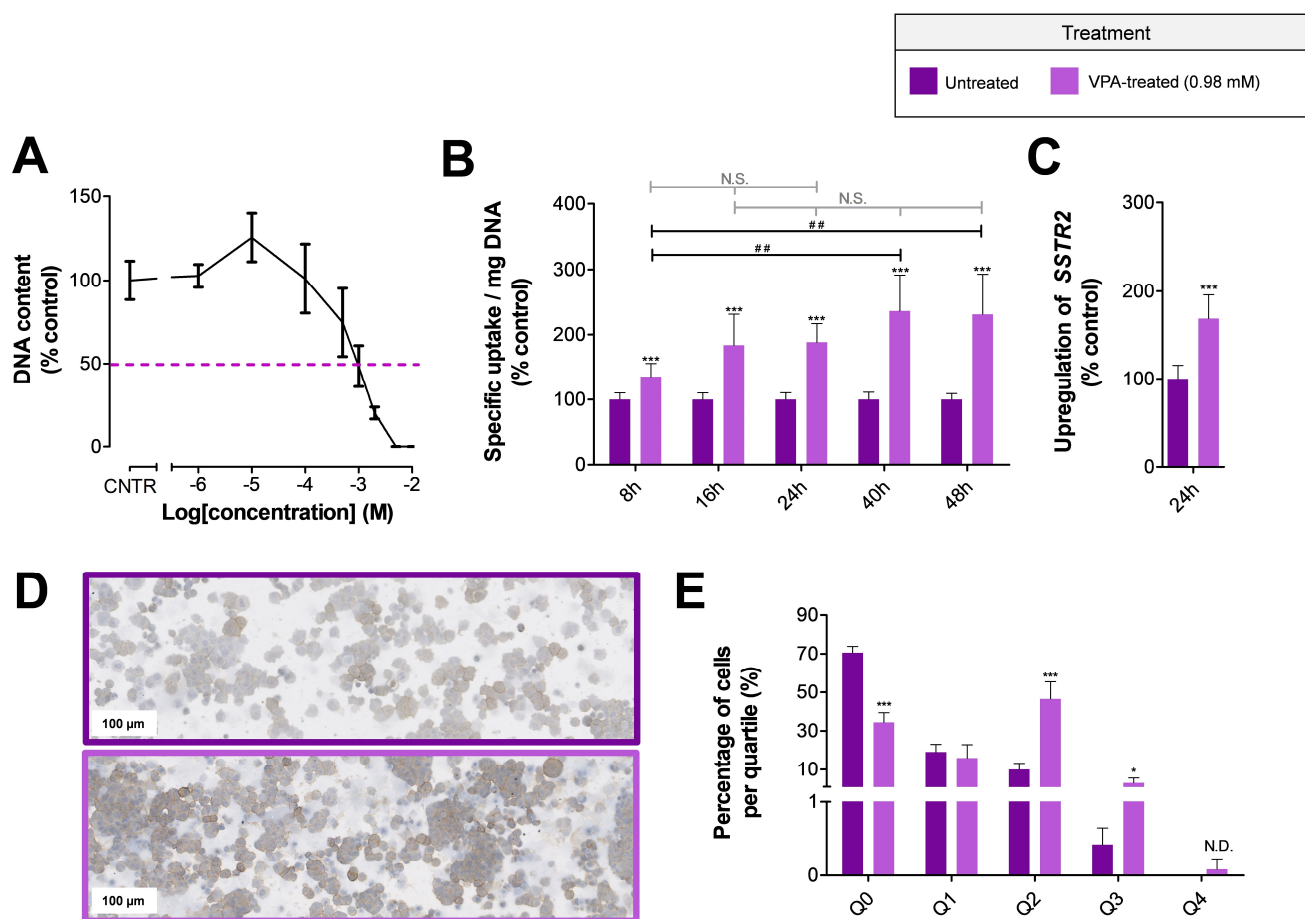 Treatment
Untreated
VPA-treated (0.98 mM)
A
DNA content
(% control)
150
100
50
0
CNTR
-6
-5
-4
-3
-2
Log[concentration] (M)
B
Specific uptake / mg DNA
(% control)
400
300
200
100
0
N.S.
N.S.
##
##
***
***
***
***
***
8h
16h
24h
40h
48h
C
Upregulation of SSTR2
(% control)
300
200
100
0
***
24h
D
100 µm
100 µm
E
Percentage of cells
per quartile (%)
90
70
50
30
10
1
0
***
***
*
N.D.
Q0
Q1
Q2
Q3
Q4